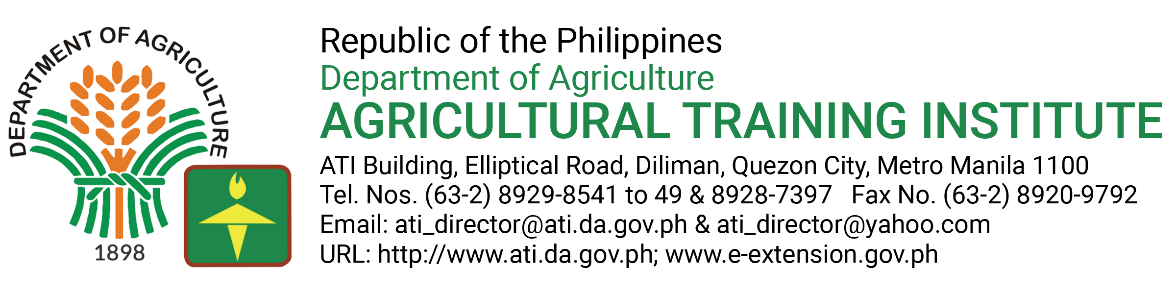 DEPARTMENT OF AGRICULTURE
1898
Republic of the Philippines
Department of Agriculture
AGRICULTURAL TRAINING INSTITUTE
ATI Building, Elliptical Road, Diliman, Quezon City, Metro Manila 1100
Tel. Nos. (63-2) 8929-8541 to 49 & 8928-7397   Fax No. (63-2) 8920-9792
Email: ati_director@ati.da.gov.ph & ati_director@yahoo.com
URL: http://www.ati.da.gov.ph; www.e-extension.gov.ph